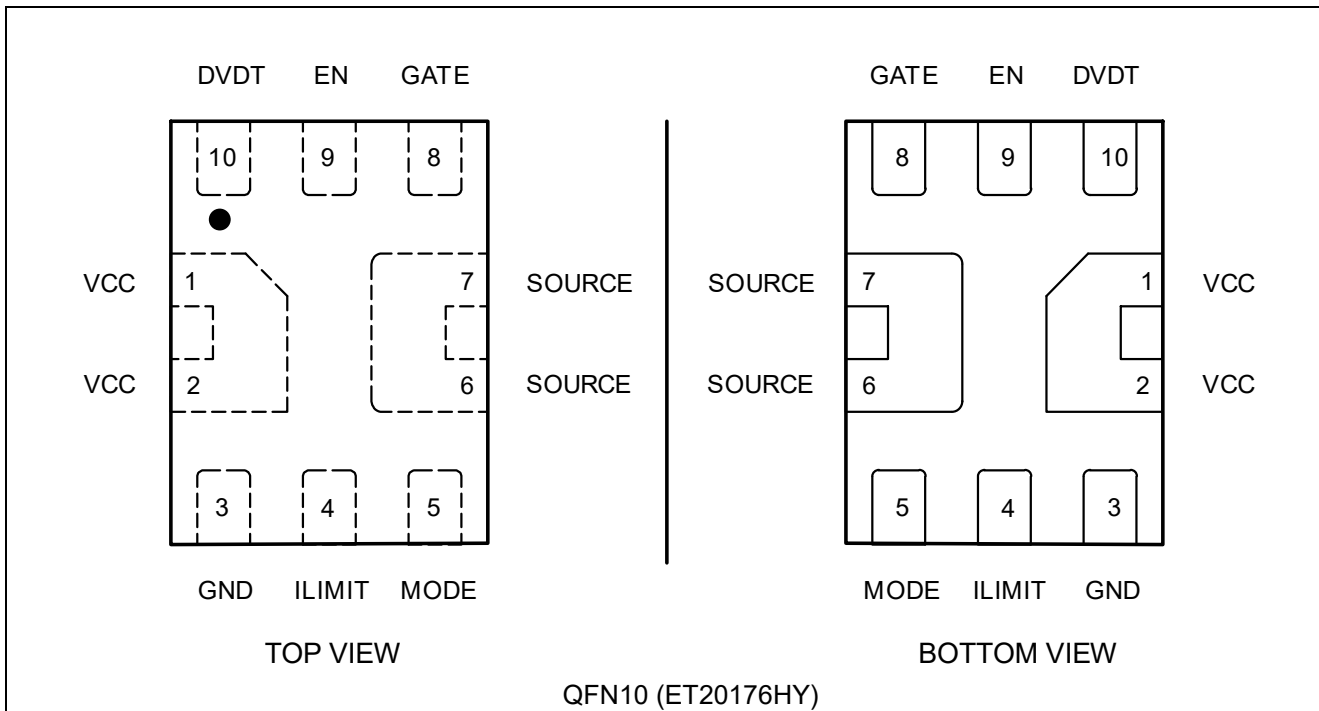 DVDT EN GATE
10 9 8
VCC 1 7 SOURCE
VCC 2 6 SOURCE
3 4 5
GND ILIMIT MODE
TOP VIEW
GATE EN DVDT
8 9 10
SOURCE 7 1 VCC
SOURCE 6 2 VCC
5 4 3
MODE ILIMIT GND
BOTTOM VIEW
QFN10 (ET20176HY)